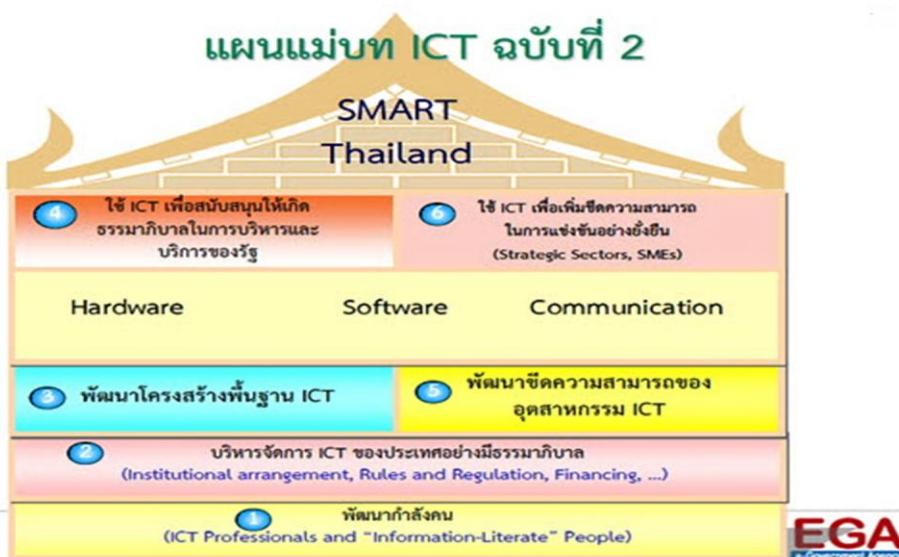 แผนแม่บท ICT ฉบับที่ 2
SMART
Thailand
4
ใช้ ICT เพื่อสนับสนุนให้เกิด
ธรรมาภิบาลในการบริหารและ
บริการของรัฐ
6
ใช้ ICT เพื่อเพิ่มขีดความสามารถ
ในการแข่งขันอย่างยั่งยืน
(Strategic Sectors, SMEs)
Hardware Software Communication
3
พัฒนาโครงสร้างพื้นฐาน ICT
5
พัฒนาขีดความสามารถของ
อุตสาหกรรม ICT
2
บริหารจัดการ ICT ของประเทศอย่างมีธรรมาภิบาล
(Institutional arrangement, Rules and Regulation, Financing, ...)
1
พัฒนากำลังคน
(ICT Professionals and “Information-Literate” People)
EGA
e-Government Agency